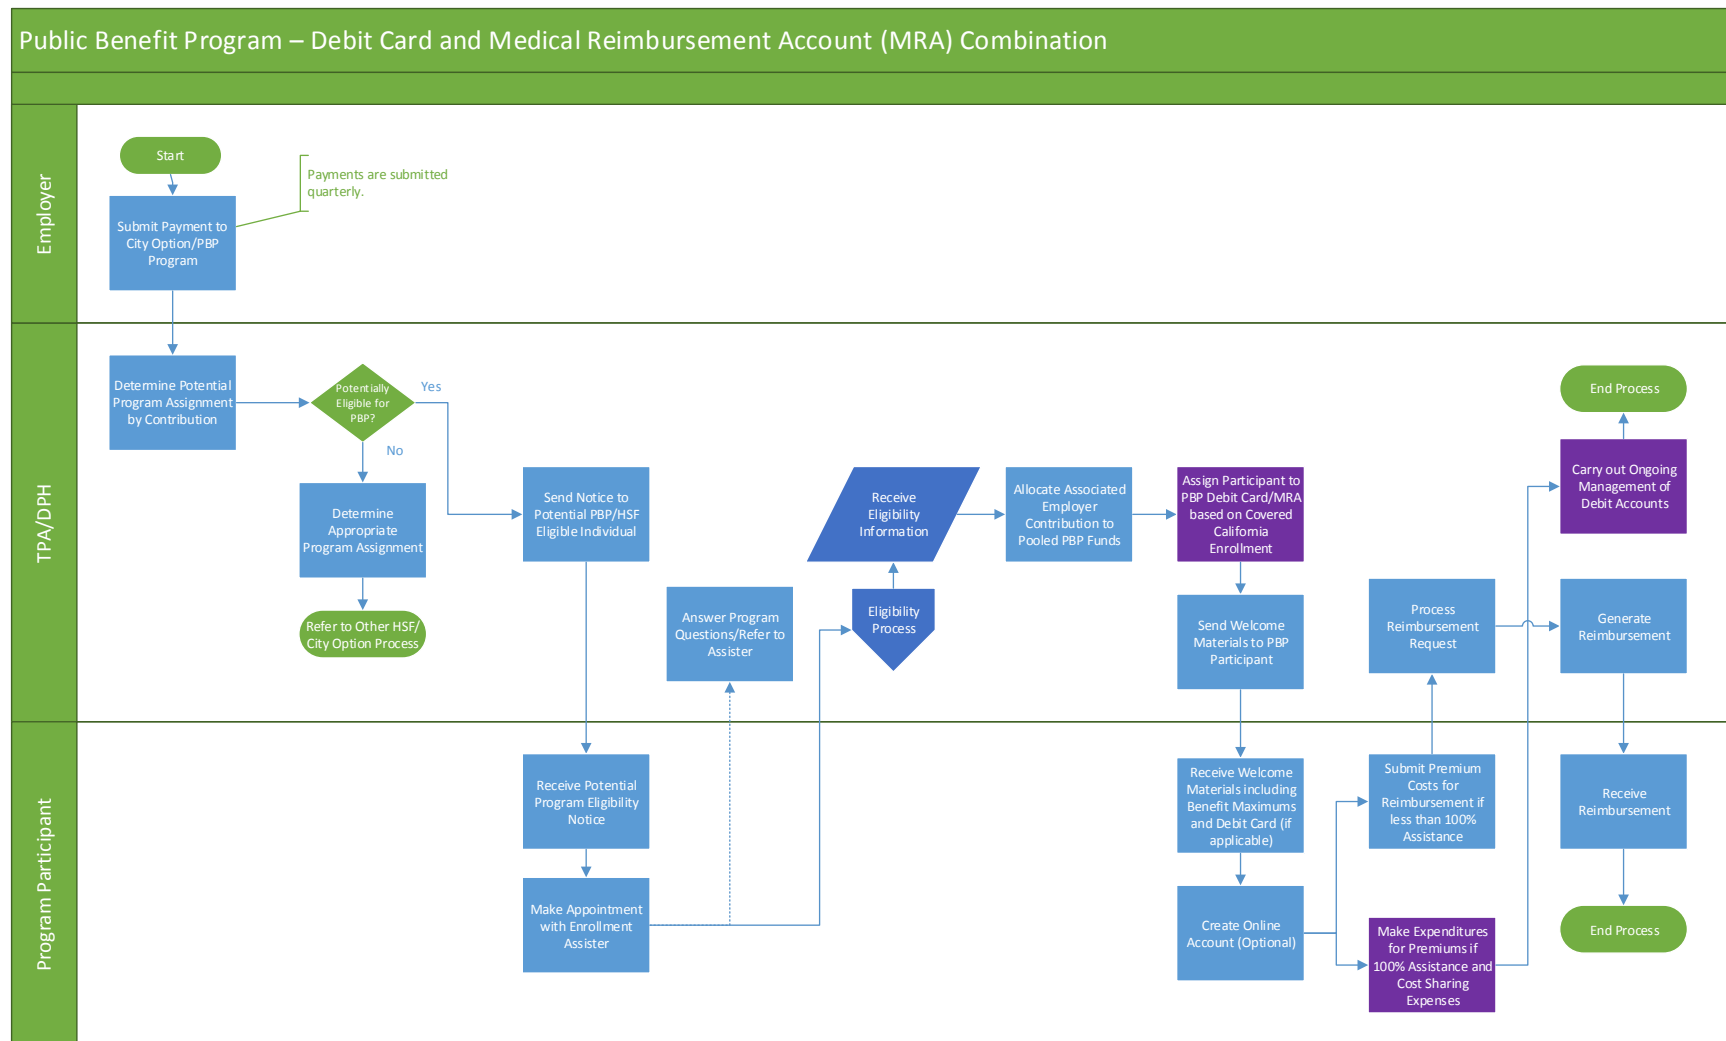 Public Benefit Program – Debit Card and Medical Reimbursement Account (MRA) Combination
Employer
Start
Payments are submitted
quarterly.
Submit Payment to
City Option/PBP
Program
TPA/DPH
Determine Potential
Program Assignment
by Contribution
Potentially
Eligible for
PBP?
Yes
No
Determine
Appropriate
Program Assignment
Refer to Other HSF/
City Option Process
Send Notice to
Potential PBP/HSF
Eligible Individual
Answer Program
Questions/Refer to
Assister
Receive
Eligibility
Information
Eligibility
Process
Allocate Associated
Employer
Contribution to
Pooled PBP Funds
Assign Participant to
PBP Debit Card/MRA
based on Covered
California
Enrollment
Send Welcome
Materials to PBP
Participant
Process
Reimbursement
Request
End Process
Carry out Ongoing
Management of
Debit Accounts
Generate
Reimbursement
Program Participant
Receive Potential
Program Eligibility
Notice
Make Appointment
with Enrollment
Assister
Receive Welcome
Materials including
Benefit Maximums
and Debit Card (if
applicable)
Create Online
Account (Optional)
Submit Premium
Costs for
Reimbursement if
less than 100%
Assistance
Make Expenditures
for Premiums if
100% Assistance and
Cost Sharing
Expenses
Receive
Reimbursement
End Process